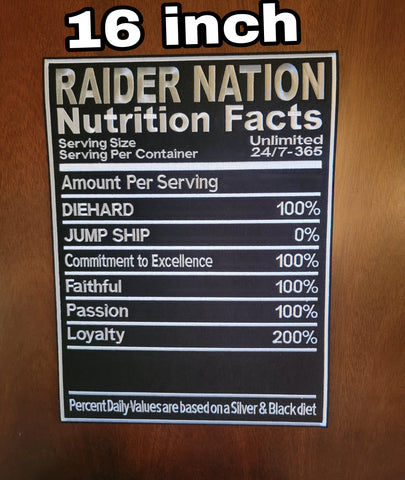 16 inch
RAIDER NATION
Nutrition Facts
Serving Size Unlimited
Serving Per Container 24/7-365
Amount Per Serving
DIEHARD 100%
JUMP SHIP 0%
Commitment to Excellence 100%
Faithful 100%
Passion 100%
Loyalty 200%
Percent Daily Values are based on a Silver & Black diet